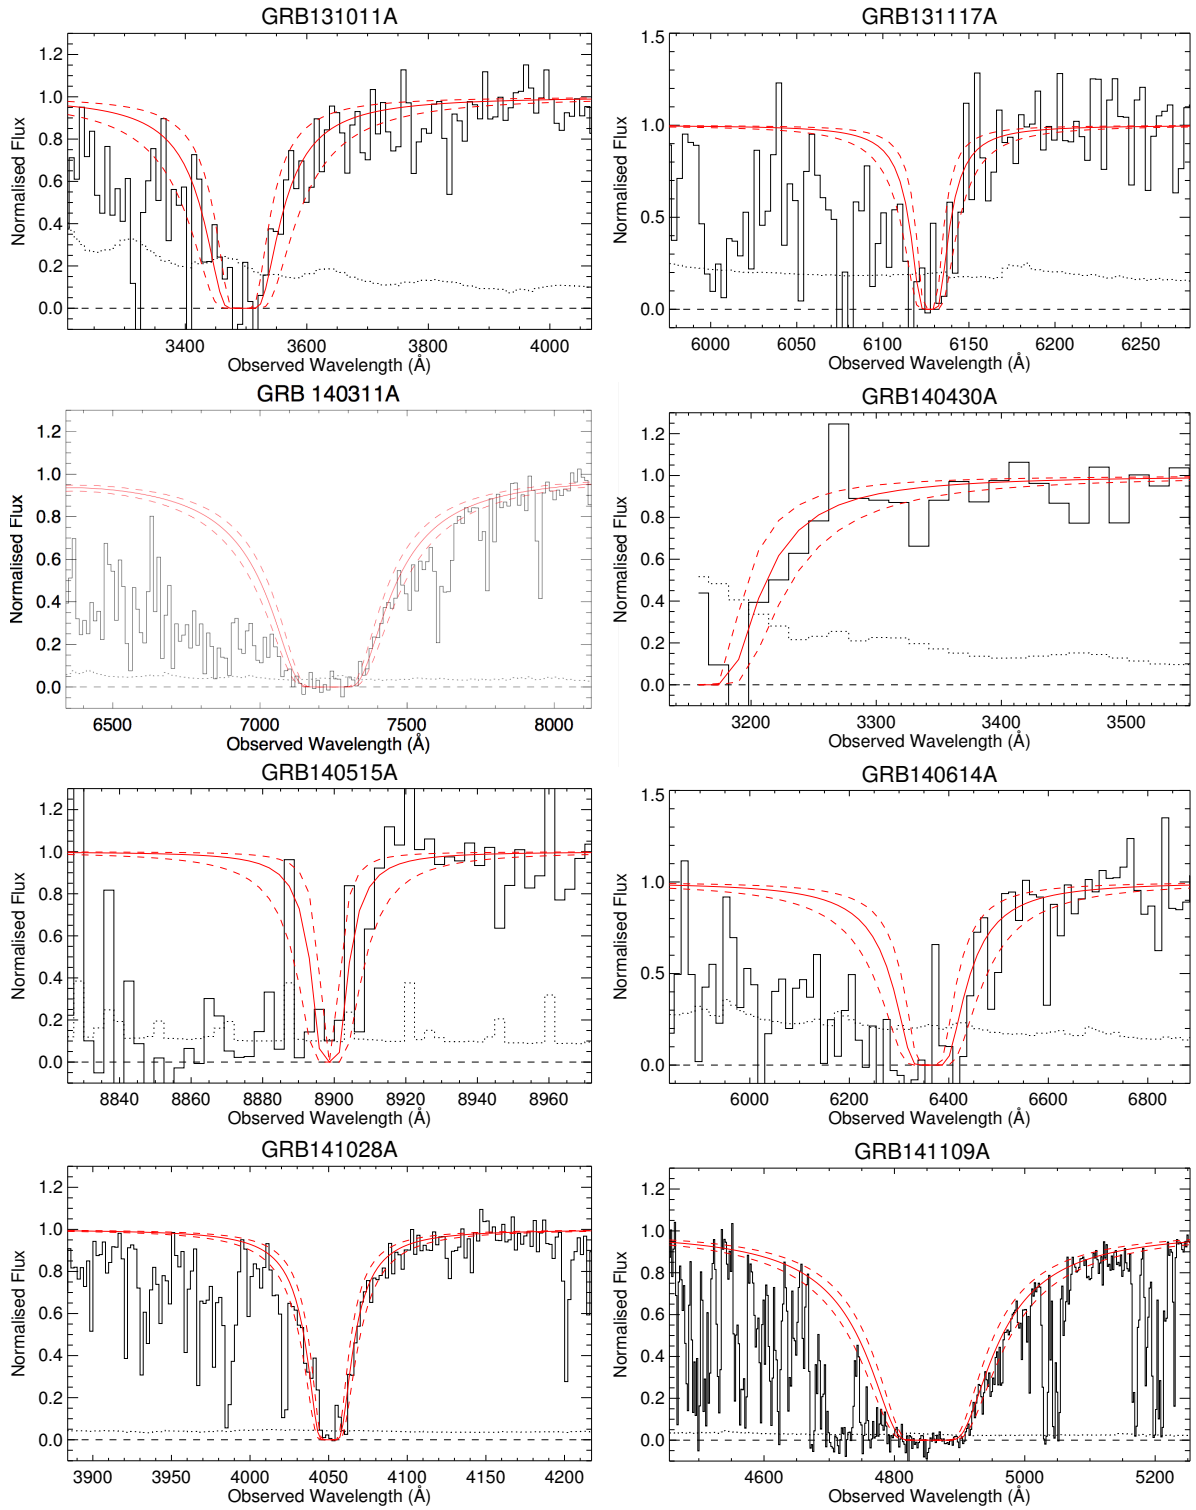 GRB131011A
1.2
1.0
0.8
0.6
0.4
0.2
0.0
Normalised Flux
3400 3600 3800 4000
Observed Wavelength (Å)
GRB131117A
1.5
1.0
0.5
0.0
Normalised Flux
6000 6050 6100 6150 6200 6250
Observed Wavelength (Å)
GRB 140311A
1.2
1.0
0.8
0.6
0.4
0.2
0.0
Normalised Flux
6500 7000 7500 8000
Observed Wavelength (Å)
GRB140430A
1.2
1.0
0.8
0.6
0.4
0.2
0.0
Normalised Flux
3200 3300 3400 3500
Observed Wavelength (Å)
GRB140515A
1.2
1.0
0.8
0.6
0.4
0.2
0.0
Normalised Flux
8840 8860 8880 8900 8920 8940 8960
Observed Wavelength (Å)
GRB140614A
1.5
1.0
0.5
0.0
Normalised Flux
6000 6200 6400 6600 6800
Observed Wavelength (Å)
GRB141028A
1.2
1.0
0.8
0.6
0.4
0.2
0.0
Normalised Flux
3900 3950 4000 4050 4100 4150 4200
Observed Wavelength (Å)
GRB141109A
1.2
1.0
0.8
0.6
0.4
0.2
0.0
Normalised Flux
4600 4800 5000 5200
Observed Wavelength (Å)